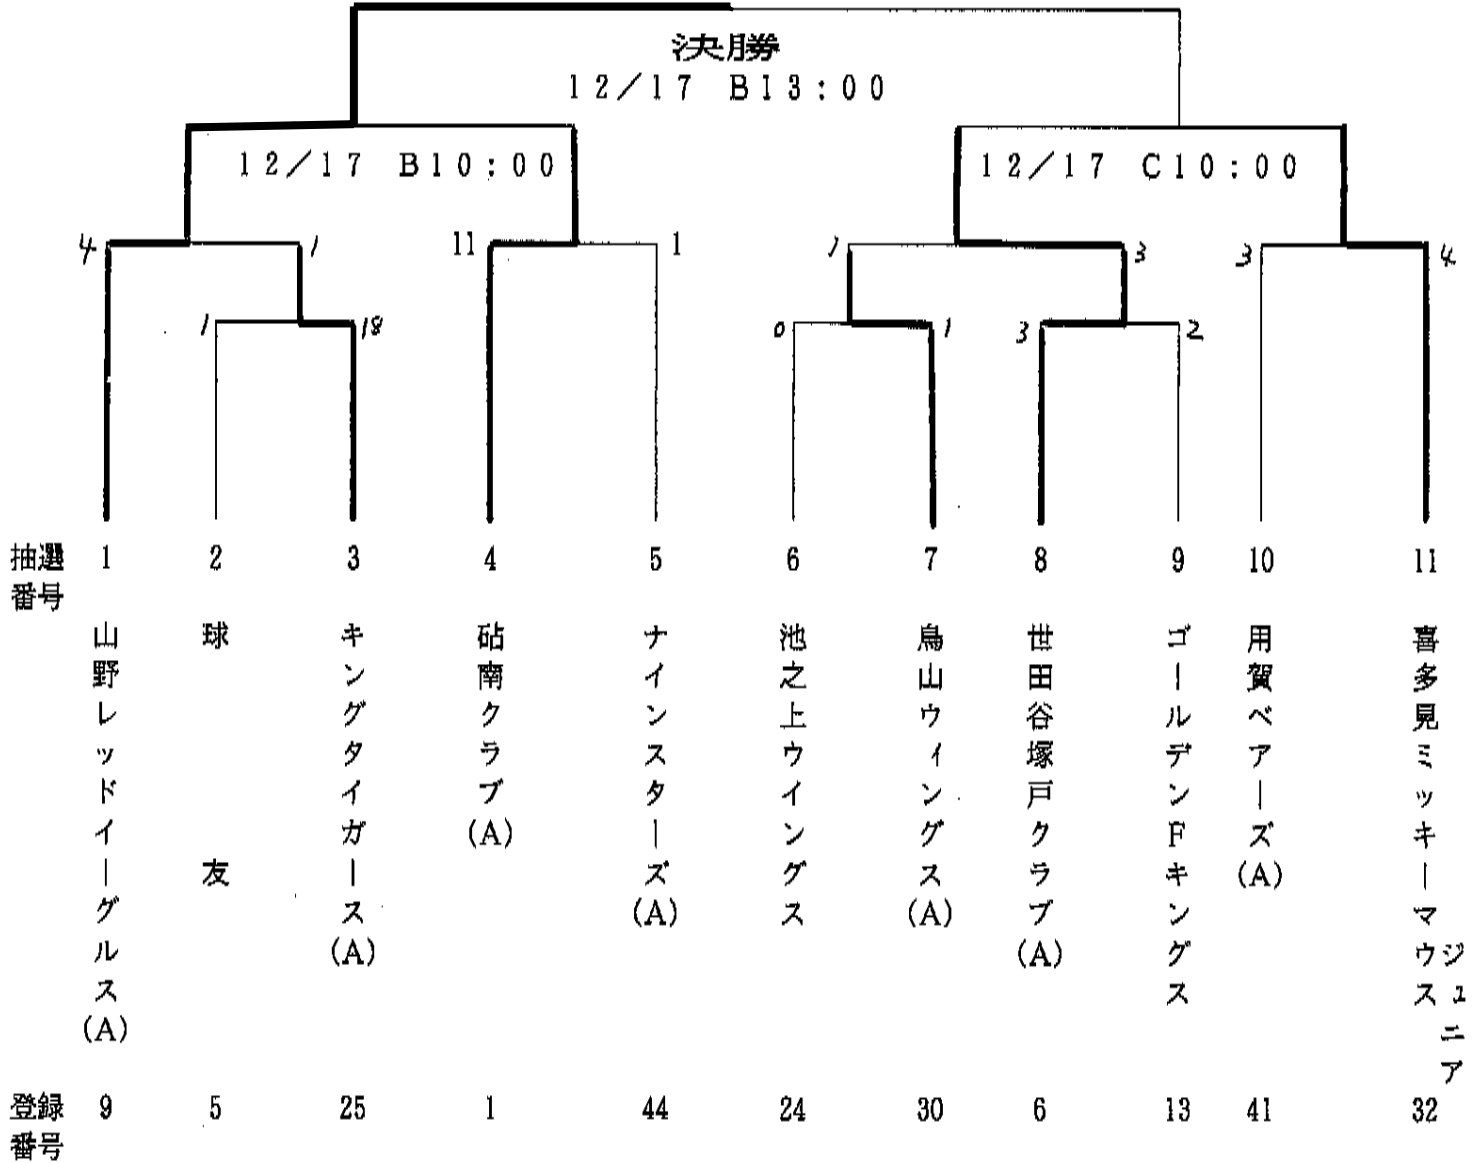 決勝
12/17 B13:00
12/17 B10:00
12/17 C10:00
4 1 11 1 1 3 3 4
1 18 0 1 3 2
抽選番号 1 2 3 4 5 6 7 8 9 10 11
山野レッドイーグルス(A)
球友
キングタイガース(A)
砧南クラブ(A)
ナインスターズ(A)
池之上ウイングス
烏山ウィングス(A)
世田谷塚戸クラブ(A)
ゴールデンFキングス
用賀ベアーズ(A)
喜多見ミッキーマウス
ジュニア
登録番号 9 5 25 1 44 24 30 6 13 41 32